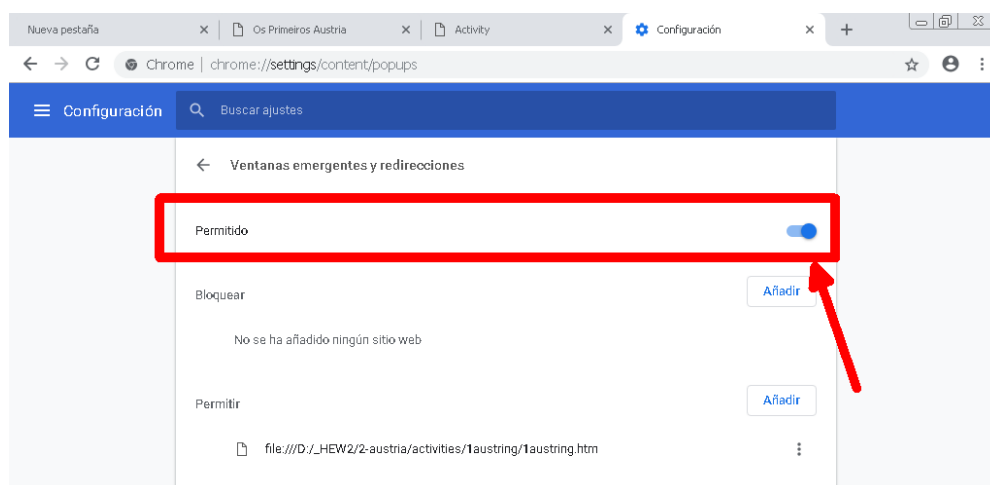 Nueva pestaña Os Primeiros Austria Activity Configuración
Chrome | chrome://settings/content/popups
Configuración Buscar ajustes
Ventanas emergentes y redirecciones
Permitido
Bloquear Añadir
No se ha añadido ningún sitio web
Permitir Añadir
file:///D:/_HEW2/2-austria/activities/1austring/1austring.htm